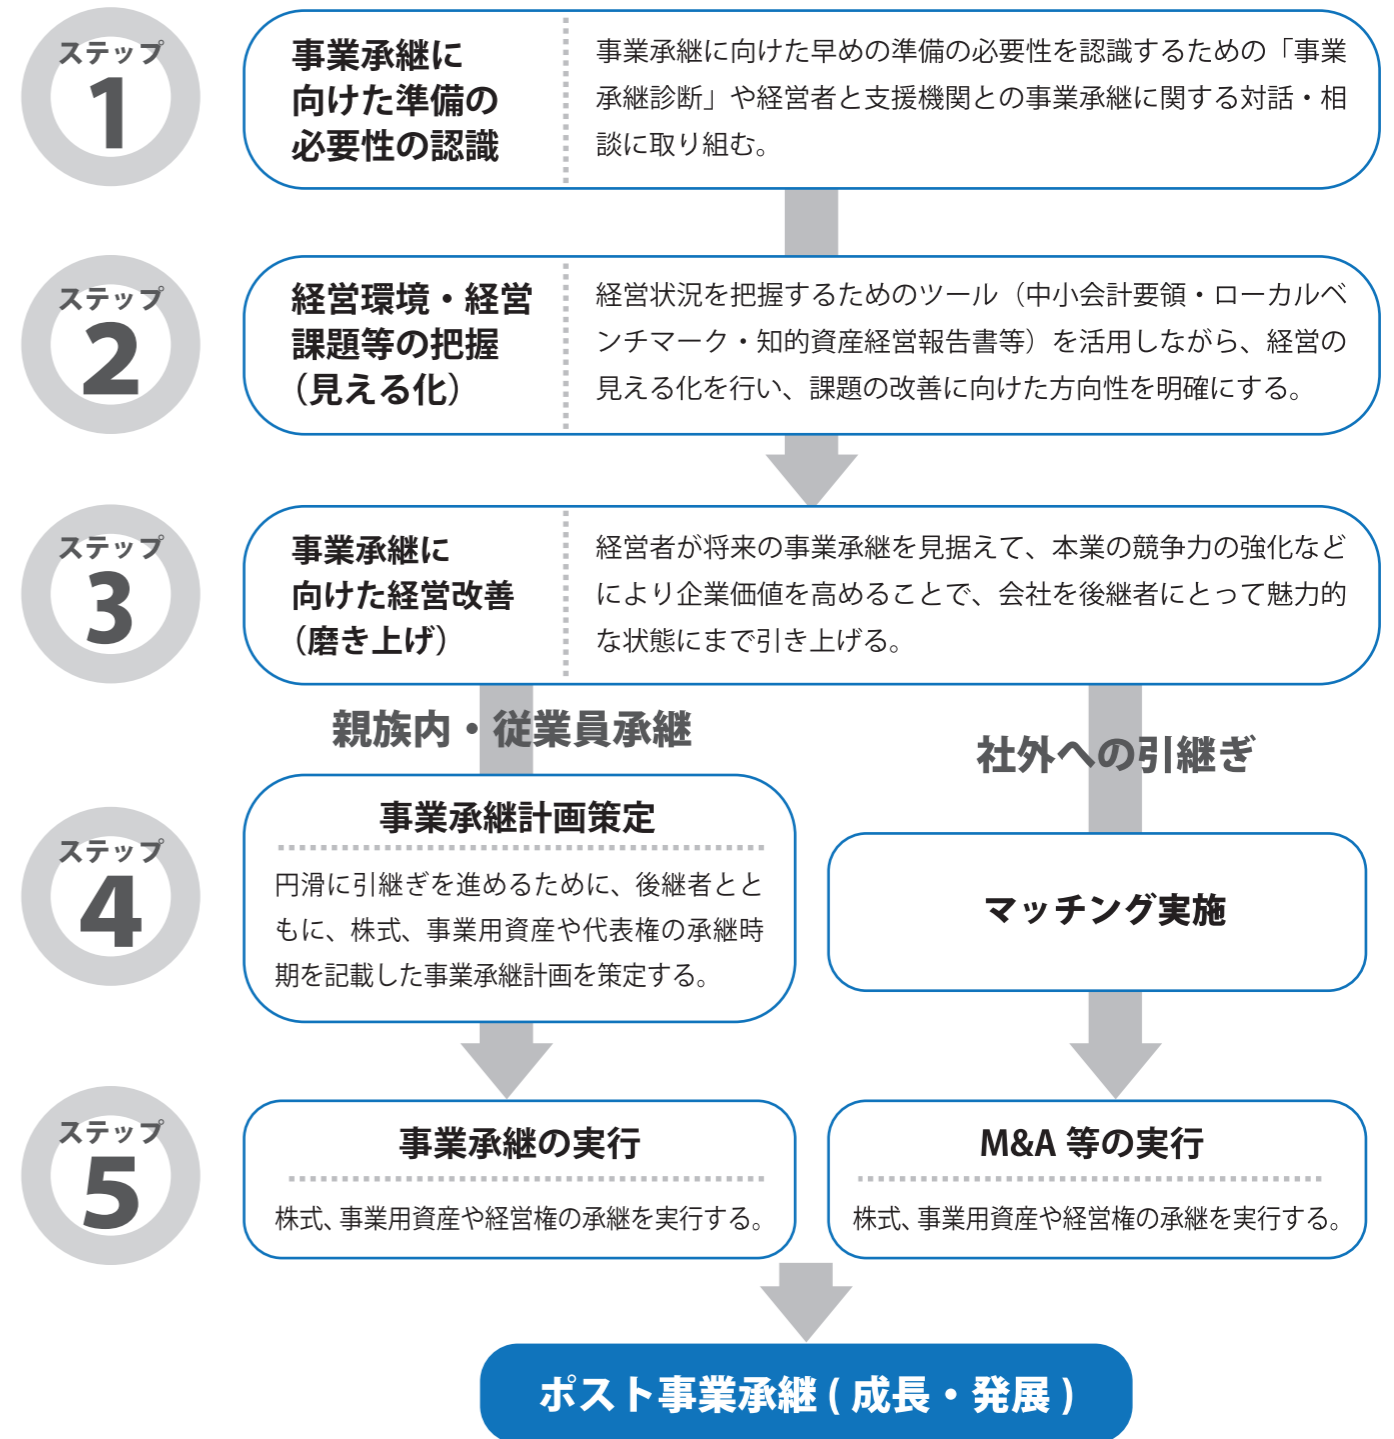 ステップ
1
事業承継に
向けた準備の
必要性の認識
事業承継に向けた早めの準備の必要性を認識するための「事業
承継診断」や経営者と支援機関との事業承継に関する対話・相
談に取り組む。
ステップ
2
経営環境・経営
課題等の把握
（見える化）
経営状況を把握するためのツール（中小会計要領・ローカルベ
ンチマーク・知的資産経営報告書等）を活用しながら、経営の
見える化を行い、課題の改善に向けた方向性を明確にする。
ステップ
3
事業承継に
向けた経営改善
（磨き上げ）
経営者が将来の事業承継を見据えて、本業の競争力の強化など
により企業価値を高めることで、会社を後継者にとって魅力的
な状態にまで引き上げる。
親族内・従業員承継
社外への引継ぎ
ステップ
4
事業承継計画策定
円滑に引継ぎを進めるために、後継者とと
もに、株式、事業用資産や代表権の承継時
期を記載した事業承継計画を策定する。
マッチング実施
ステップ
5
事業承継の実行
株式、事業用資産や経営権の承継を実行する。
M&A 等の実行
株式、事業用資産や経営権の承継を実行する。
ポスト事業承継 ( 成長・発展 )